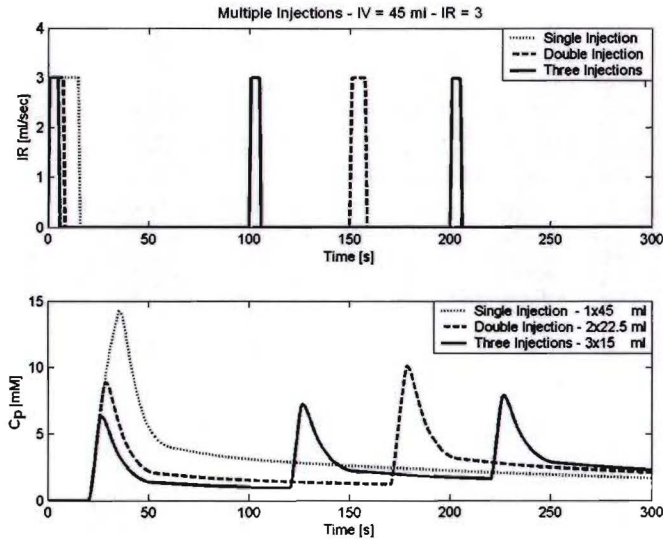 Multiple Injections - IV = 45 ml - IR = 3
IR [ml/sec]
4
3
2
1
0
Single Injection
Double Injection
Three Injections
0 50 100 150 200 250 300
Time [s]
Cp [mM]
15
10
5
0
Single Injection - 1x45 ml
Double Injection - 2x22.5 ml
Three Injections - 3x15 ml
0 50 100 150 200 250 300
Time [s]